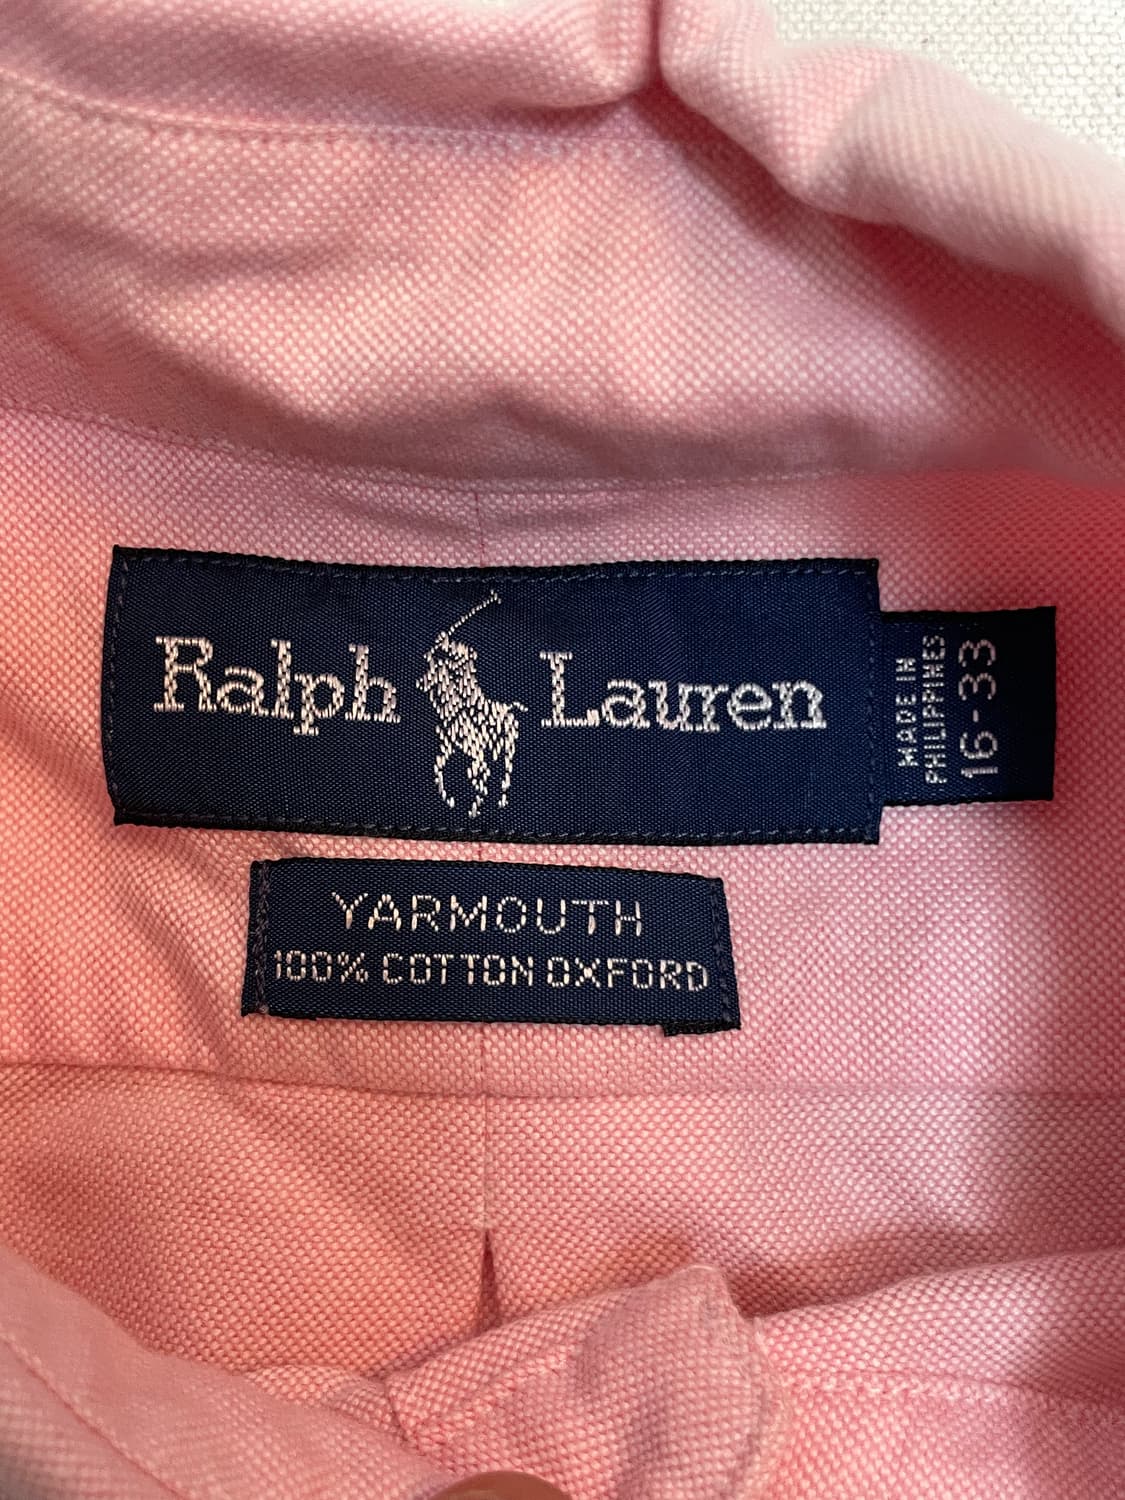 Ralph Lauren
MADE IN
PHILIPPINES
16-33
YARMOUTH
100% COTTON OXFORD